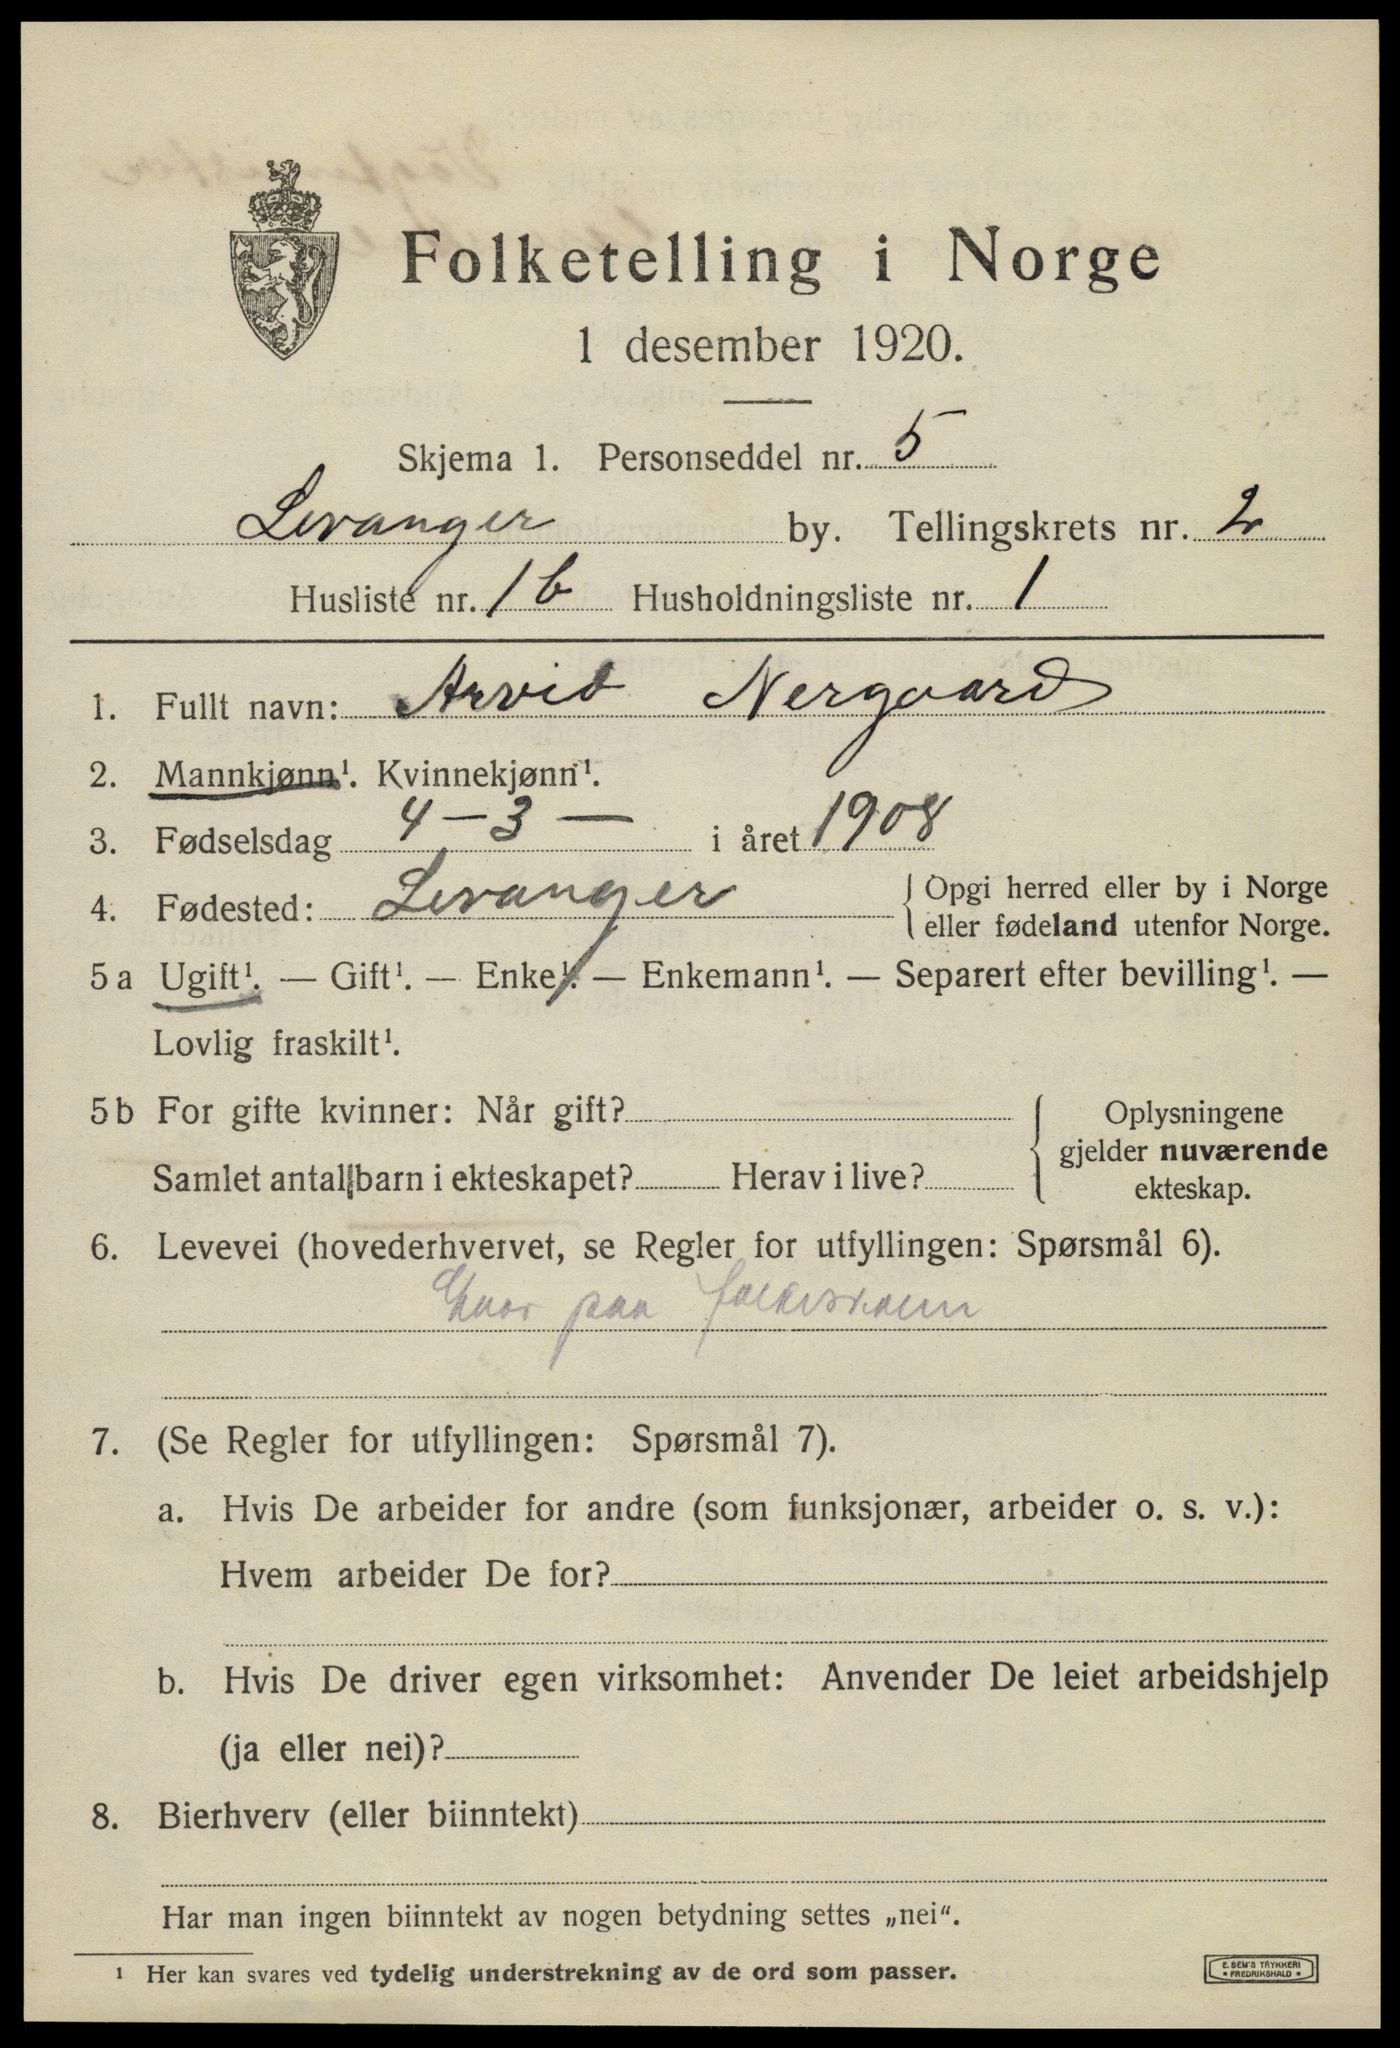 Folketelling i Norge
1 desember 1920.
Skjema 1. Personseddel nr. 5
Levanger by. Tellingskrets nr. 2
Husliste nr. 1b Husholdningsliste nr. 1
1. Fullt navn: Arvid Nergaard
2. Mannkjønn¹. Kvinnekjønn¹.
3. Fødselsdag 4 - 3 - i året 1908
4. Fødested: Levanger { Opgi herred eller by i Norge
eller fødeland utenfor Norge.
5 a Ugift¹. — Gift¹. — Enke¹. — Enkemann¹. — Separert efter bevilling¹. —
Lovlig fraskilt¹.
5 b For gifte kvinner: Når gift? { Oplysningene
gjelder nuværende
Samlet antall barn i ekteskapet? Herav i live? ekteskap.
6. Levevei (hovederhvervet, se Regler for utfyllingen: Spørsmål 6).
paa folkeskolen
7. (Se Regler for utfyllingen: Spørsmål 7).
a. Hvis De arbeider for andre (som funksjonær, arbeider o. s. v.):
Hvem arbeider De for?
b. Hvis De driver egen virksomhet: Anvender De leiet arbeidshjelp
(ja eller nei)?
8. Bierhverv (eller biinntekt)
Har man ingen biinntekt av nogen betydning settes „nei“.
¹ Her kan svares ved tydelig understrekning av de ord som passer.
E. SEM'S TRYKKERI
• FREDRIKSHALD •